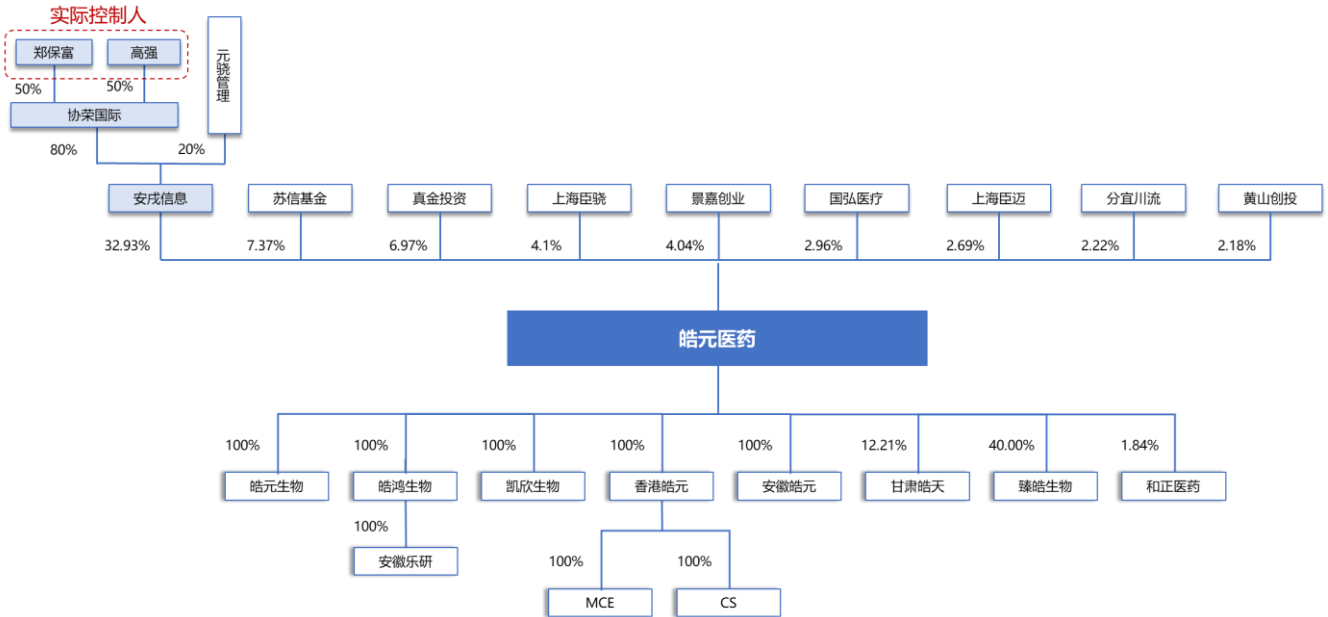 实际控制人
郑保富
高强
元骁管理
50%
50%
协荣国际
80%
20%
安戌信息
苏信基金
真金投资
上海臣骁
景嘉创业
国弘医疗
上海臣迈
分宜川流
黄山创投
32.93%
7.37%
6.97%
4.1%
4.04%
2.96%
2.69%
2.22%
2.18%
皓元医药
100%
100%
100%
100%
100%
12.21%
40.00%
1.84%
皓元生物
皓鸿生物
凯欣生物
香港皓元
安徽皓元
甘肃皓天
臻皓生物
和正医药
100%
安徽乐研
100%
100%
MCE
CS